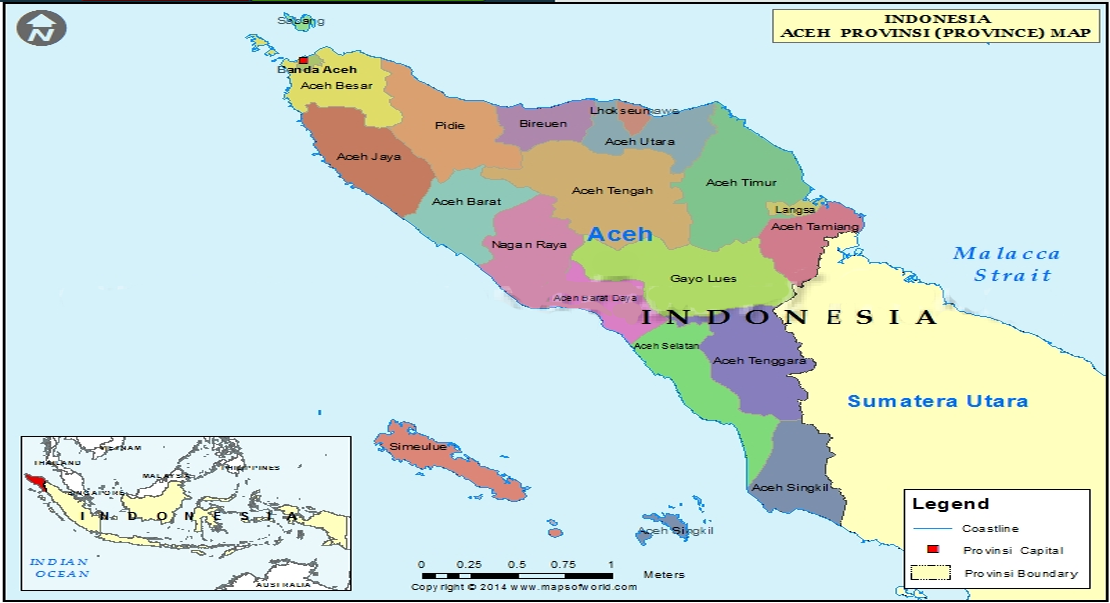 N
INDONESIA
ACEH PROVINSI (PROVINCE) MAP
Sabang
Banda Aceh
Aceh Besar
Pidie
Bireuen
Lhokseumawe
Aceh Utara
Aceh Jaya
Aceh Tengah
Aceh Timur
Aceh Barat
Langsa
Aceh Tamiang
Aceh
Nagan Raya
Malacca
Strait
Gayo Lues
Aceh Barat Daya
INDONESIA
Aceh Selatan
Aceh Tenggara
Sumatera Utara
Simeulue
Aceh Singkil
Aceh Singkil
VIETNAM
THAILAND
PHILIPPINES
MALAYSIA
SINGAPORE
INDONESIA
INDIAN
OCEAN
AUSTRALIA
0 0.25 0.5 0.75 1
Meters
Copyright © 2014 www.mapsofworld.com
Legend
Coastline
Provinsi Capital
Provinsi Boundary